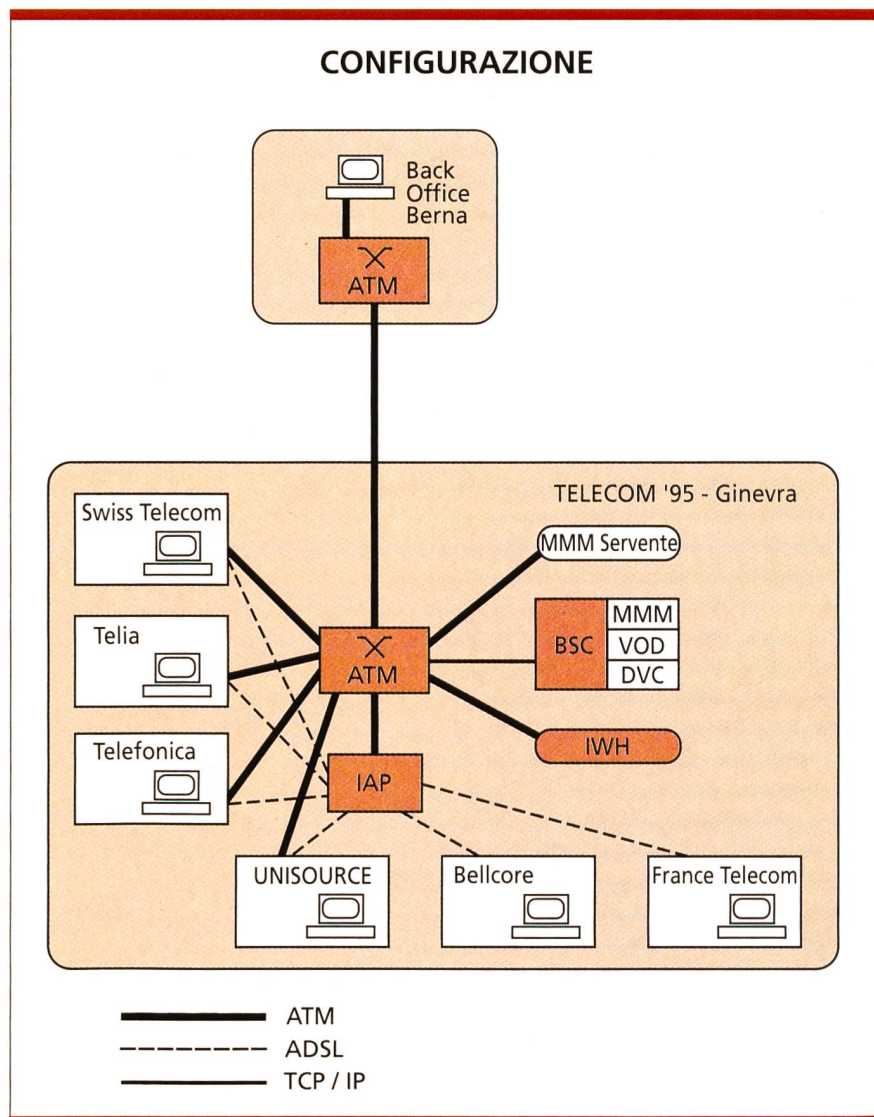 CONFIGURAZIONE
Back
Office
Berna
ATM
TELECOM '95 - Ginevra
Swiss Telecom
MMM Servente
Telia
ATM
BSC
MMM
VOD
DVC
Telefonica
IWH
IAP
UNISOURCE
Bellcore
France Telecom
ATM
ADSL
TCP / IP